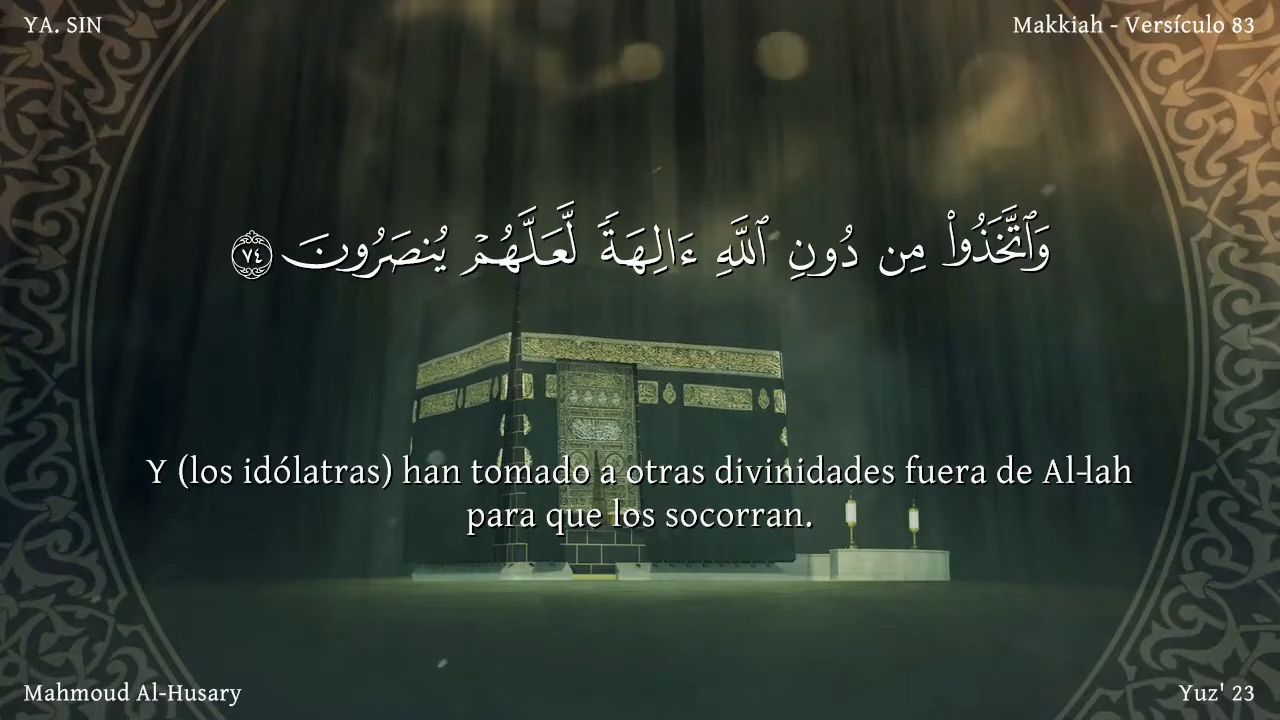 YA. SIN
Makkiah - Versículo 83
وَٱتَّخَذُوا۟ مِن دُونِ ٱللَّهِ ءَالِهَةً لَّعَلَّهُمْ يُنصَرُونَ ٧٤
Y (los idólatras) han tomado a otras divinidades fuera de Al-lah
para que los socorran.
Mahmoud Al-Husary
Yuz' 23